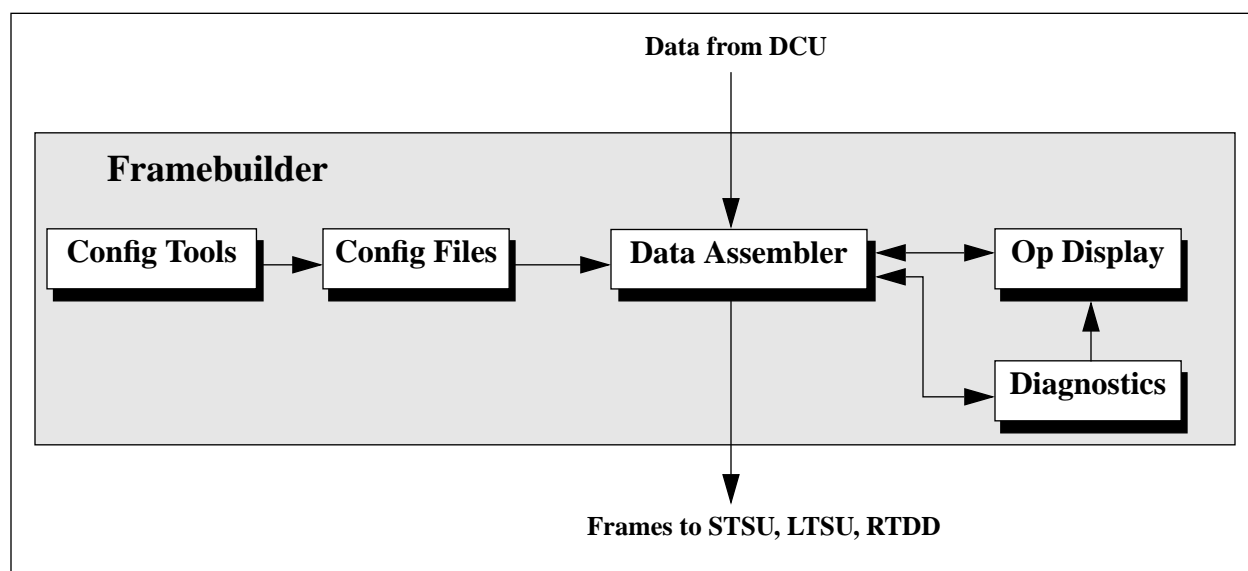 Data from DCU
Framebuilder
Config Tools
Config Files
Data Assembler
Op Display
Diagnostics
Frames to STSU, LTSU, RTDD